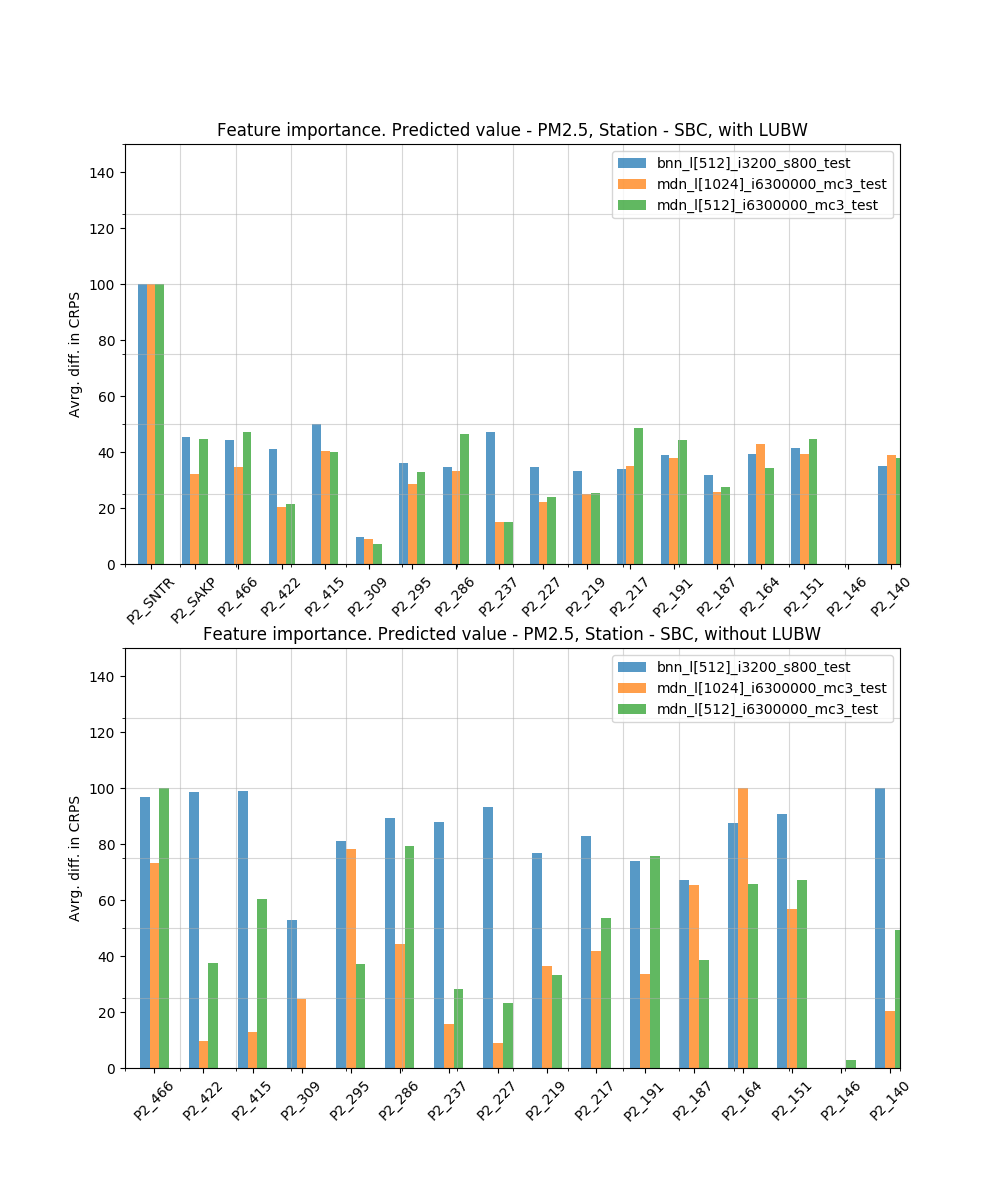 Feature importance. Predicted value - PM2.5, Station - SBC, with LUBW
bnn_l[512]_i3200_s800_test
mdn_l[1024]_i6300000_mc3_test
mdn_l[512]_i6300000_mc3_test
Avrg. diff. in CRPS
140
120
100
80
60
40
20
0
P2_SNTR P2_SAKP P2_466 P2_422 P2_415 P2_309 P2_295 P2_286 P2_237 P2_227 P2_219 P2_217 P2_191 P2_187 P2_164 P2_151 P2_146 P2_140
Feature importance. Predicted value - PM2.5, Station - SBC, without LUBW
bnn_l[512]_i3200_s800_test
mdn_l[1024]_i6300000_mc3_test
mdn_l[512]_i6300000_mc3_test
Avrg. diff. in CRPS
140
120
100
80
60
40
20
0
P2_466 P2_422 P2_415 P2_309 P2_295 P2_286 P2_237 P2_227 P2_219 P2_217 P2_191 P2_187 P2_164 P2_151 P2_146 P2_140